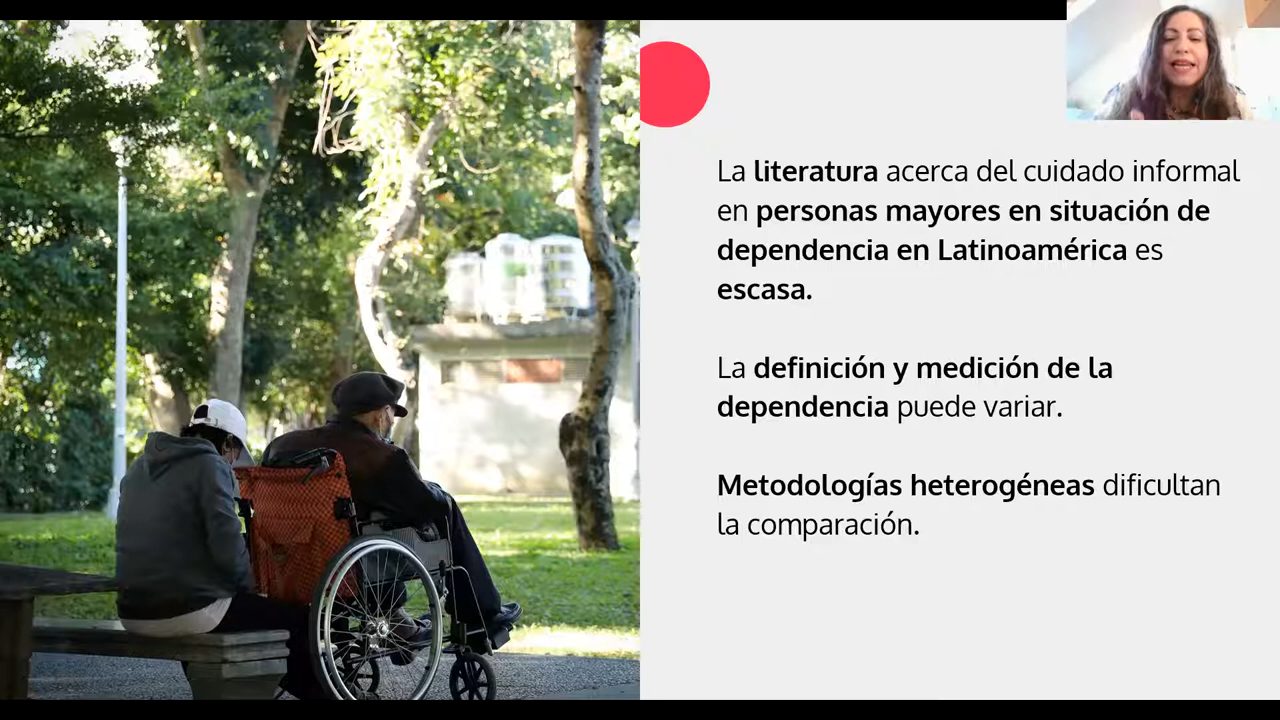 La literatura acerca del cuidado informal
en personas mayores en situación de
dependencia en Latinoamérica es
escasa.
La definición y medición de la
dependencia puede variar.
Metodologías heterogéneas dificultan
la comparación.